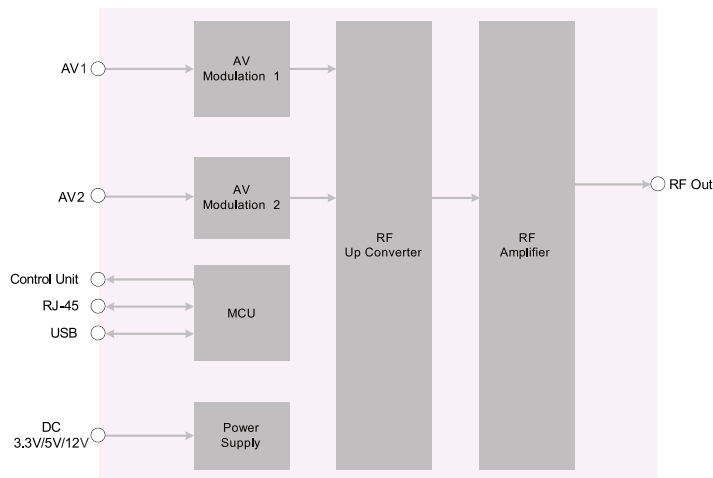 AV1
AV
Modulation 1
AV2
AV
Modulation 2
RF
Up Converter
RF
Amplifier
RF Out
Control Unit
RJ-45
USB
MCU
DC
3.3V/5V/12V
Power
Supply